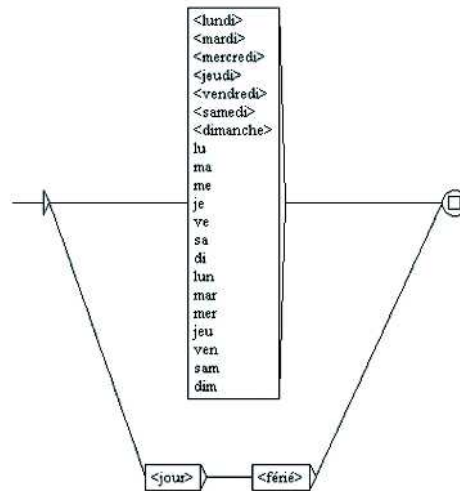 <lundi>
<mardi>
<mercredi>
<jeudi>
<vendredi>
<samedi>
<dimanche>
lu
ma
me
je
ve
sa
di
lun
mar
mer
jeu
ven
sam
dim
<jour> <férié>